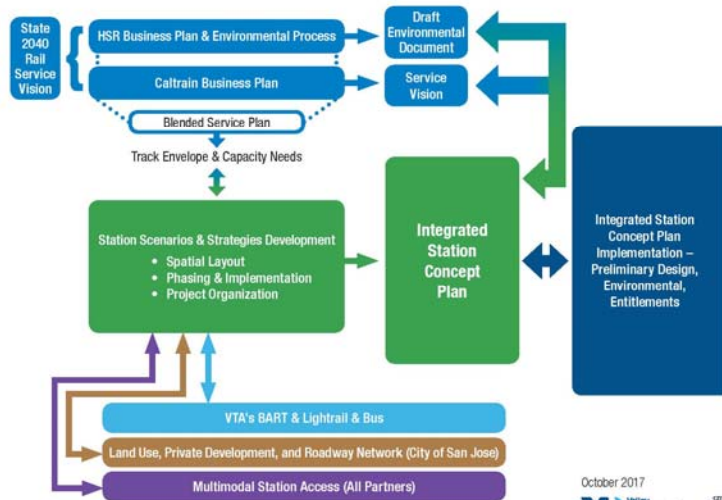 State
2040
Rail
Service
Vision
HSR Business Plan & Environmental Process
Draft
Environmental
Document
Caltrain Business Plan
Service
Vision
Blended Service Plan
Track Envelope & Capacity Needs
Station Scenarios & Strategies Development
• Spatial Layout
• Phasing & Implementation
• Project Organization
Integrated
Station
Concept
Plan
Integrated Station
Concept Plan
Implementation –
Preliminary Design,
Environmental,
Entitlements
VTA's BART & Lightrail & Bus
Land Use, Private Development, and Roadway Network (City of San Jose)
Multimodal Station Access (All Partners)
October 2017